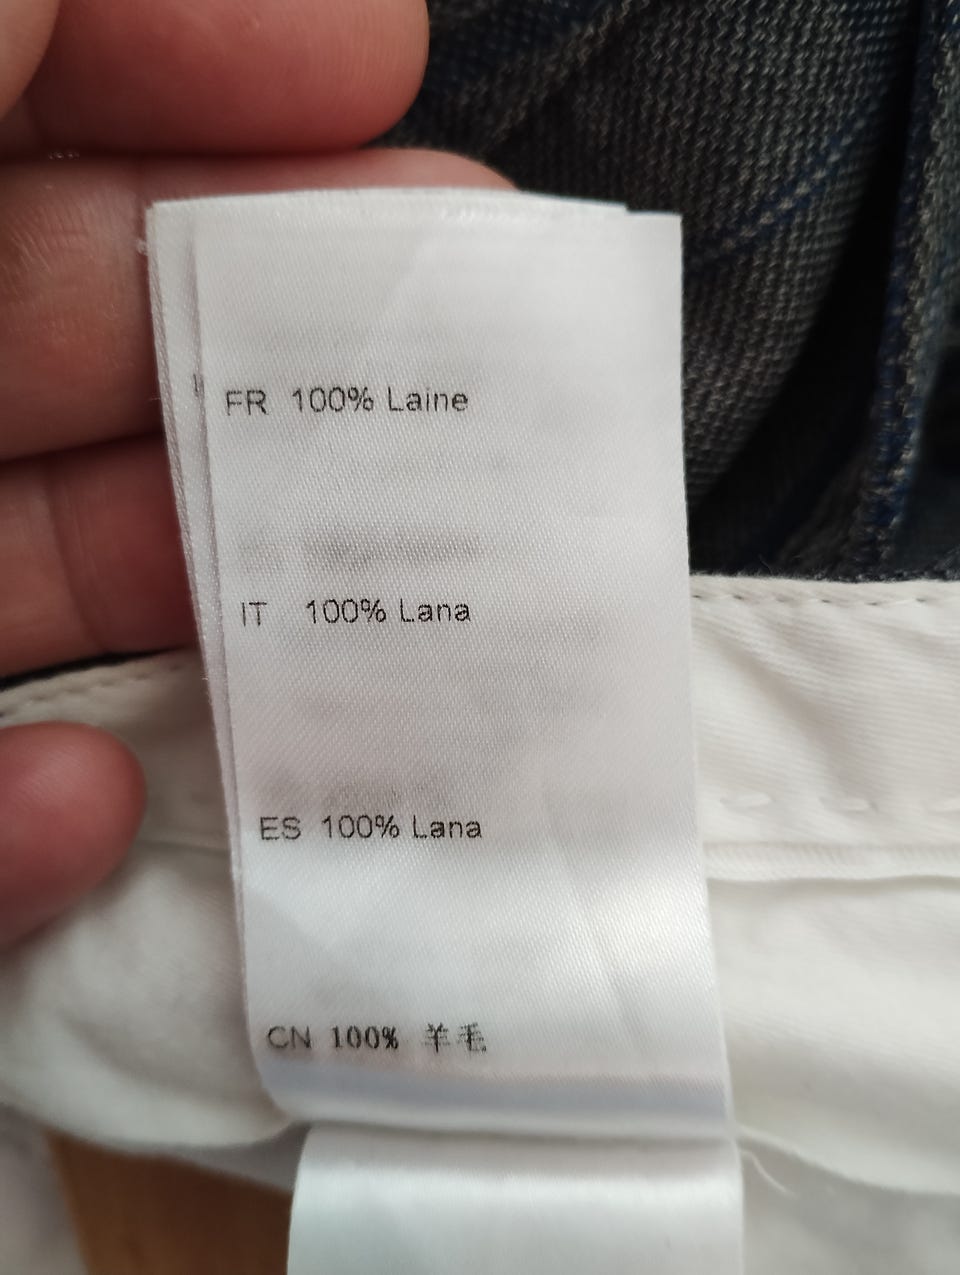 FR 100% Laine
IT 100% Lana
ES 100% Lana
CN 100% 羊毛